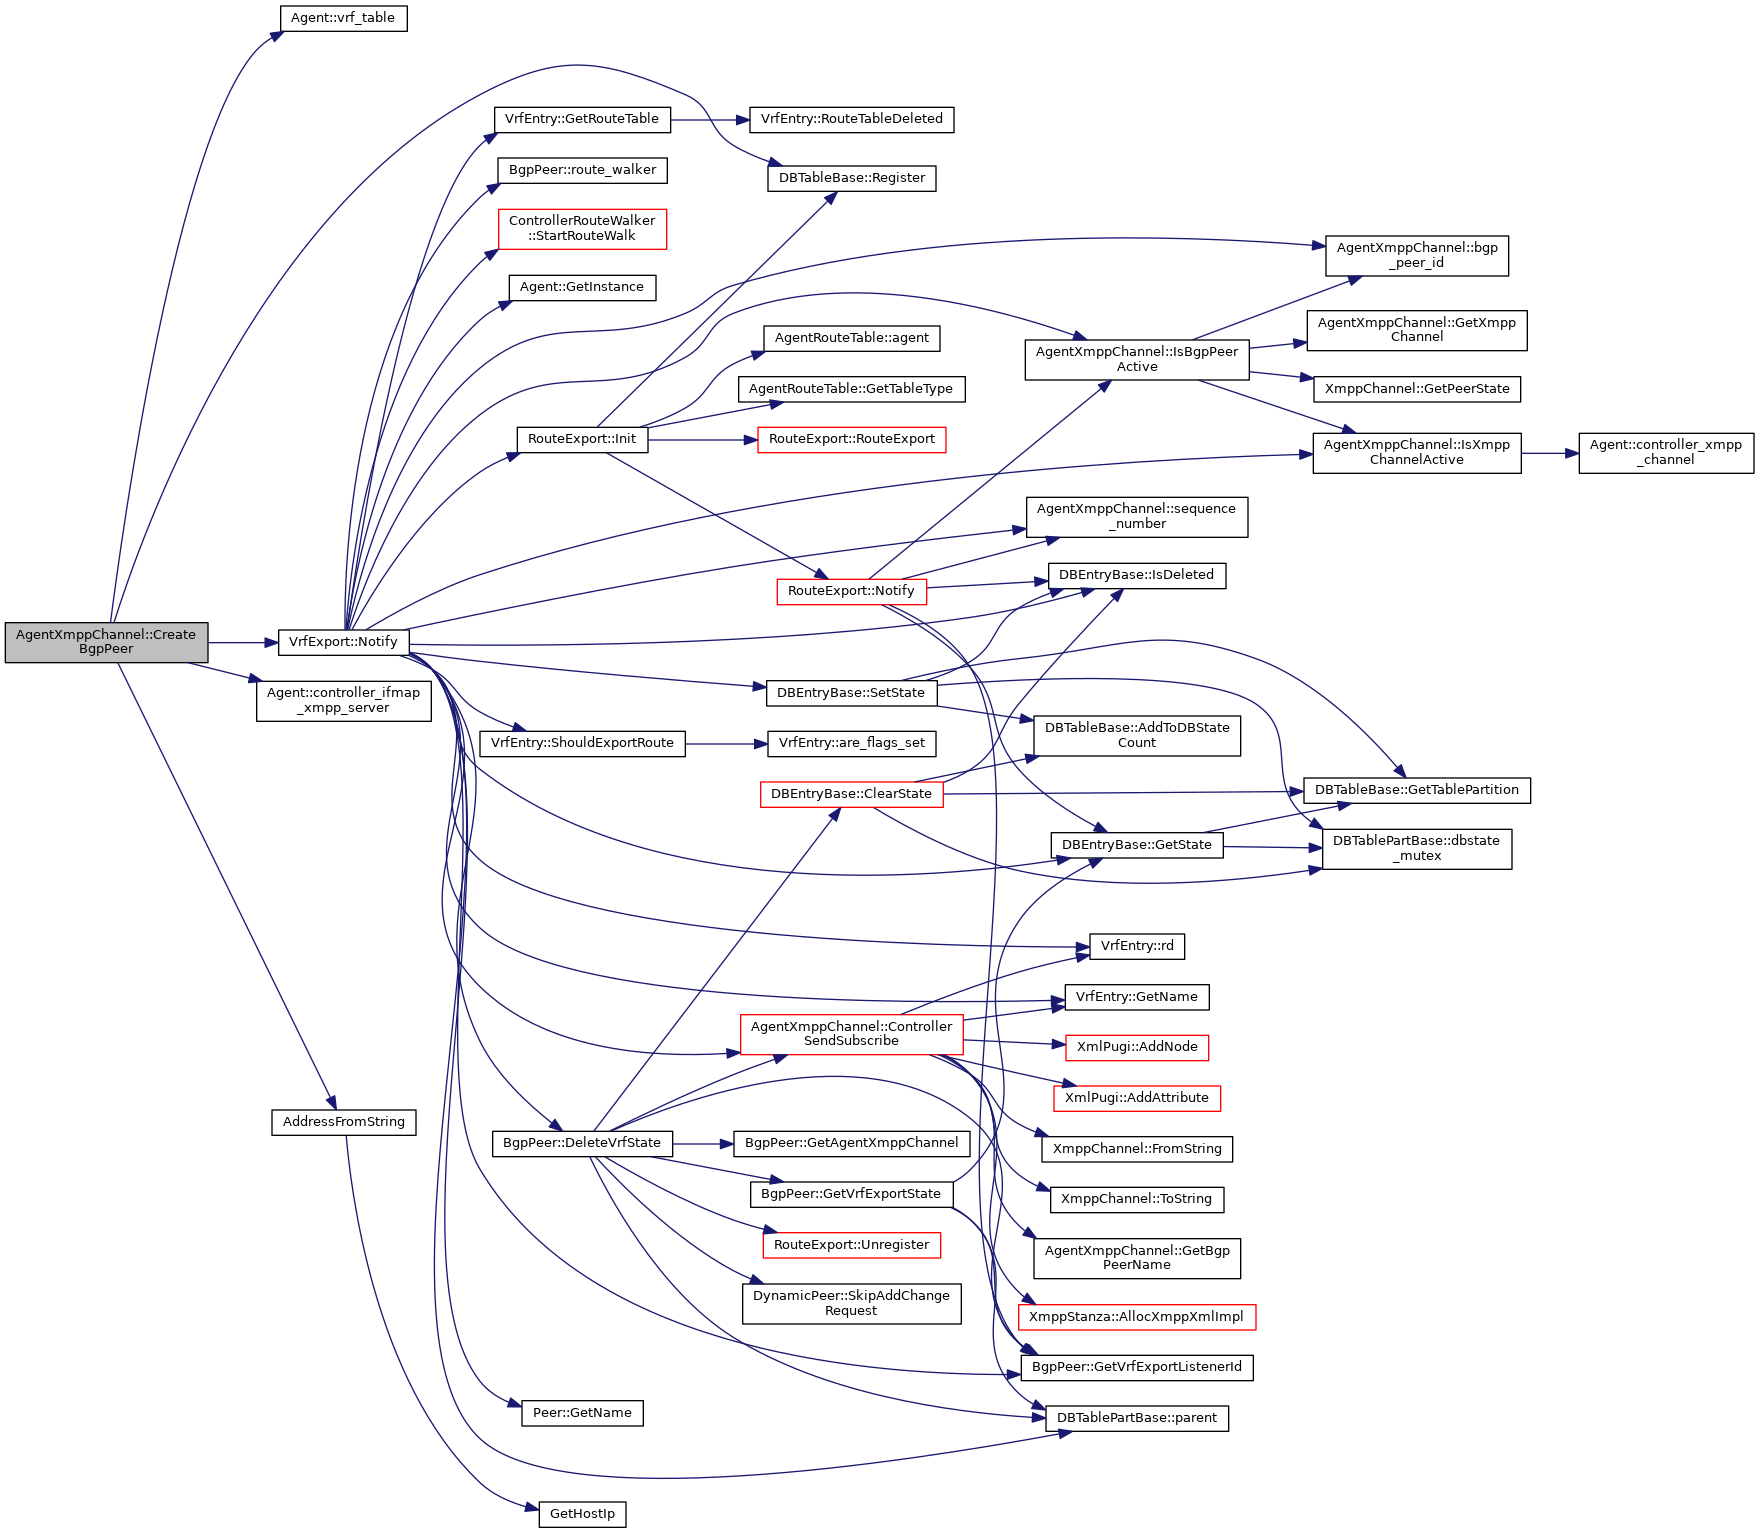 Agent::vrf_table
VrfEntry::GetRouteTable
VrfEntry::RouteTableDeleted
BgpPeer::route_walker
DBTableBase::Register
ControllerRouteWalker
::StartRouteWalk
AgentXmppChannel::bgp
_peer_id
Agent::GetInstance
AgentXmppChannel::GetXmpp
Channel
AgentRouteTable::agent
AgentXmppChannel::IsBgpPeer
Active
AgentRouteTable::GetTableType
XmppChannel::GetPeerState
RouteExport::Init
RouteExport::RouteExport
AgentXmppChannel::IsXmpp
ChannelActive
Agent::controller_xmpp
_channel
AgentXmppChannel::sequence
_number
DBEntryBase::IsDeleted
RouteExport::Notify
AgentXmppChannel::Create
BgpPeer
VrfExport::Notify
Agent::controller_ifmap
_xmpp_server
DBEntryBase::SetState
DBTableBase::AddToDBState
Count
VrfEntry::ShouldExportRoute
VrfEntry::are_flags_set
DBEntryBase::ClearState
DBTableBase::GetTablePartition
DBEntryBase::GetState
DBTablePartBase::dbstate
_mutex
VrfEntry::rd
VrfEntry::GetName
AgentXmppChannel::Controller
SendSubscribe
XmlPugi::AddNode
XmlPugi::AddAttribute
AddressFromString
BgpPeer::DeleteVrfState
BgpPeer::GetAgentXmppChannel
XmppChannel::FromString
BgpPeer::GetVrfExportState
XmppChannel::ToString
RouteExport::Unregister
AgentXmppChannel::GetBgp
PeerName
DynamicPeer::SkipAddChange
Request
XmppStanza::AllocXmppXmlImpl
BgpPeer::GetVrfExportListenerId
Peer::GetName
DBTablePartBase::parent
GetHostIp